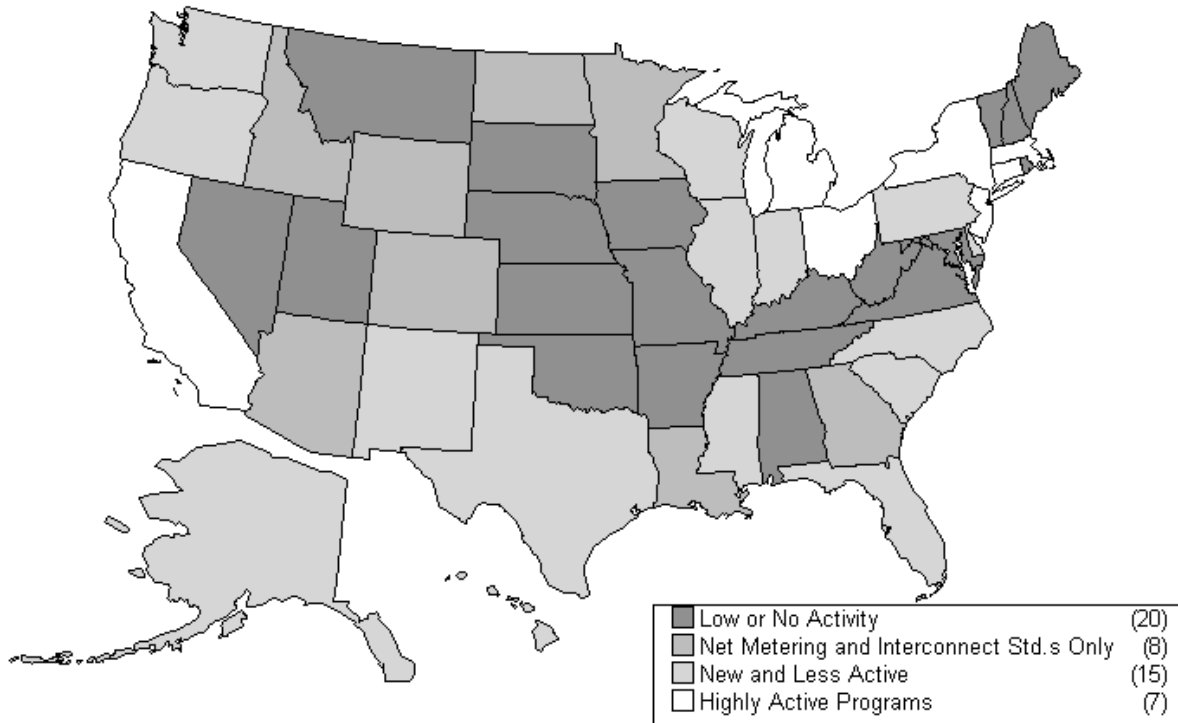 Low or No Activity (20)
Net Metering and Interconnect Std.s Only (8)
New and Less Active (15)
Highly Active Programs (7)